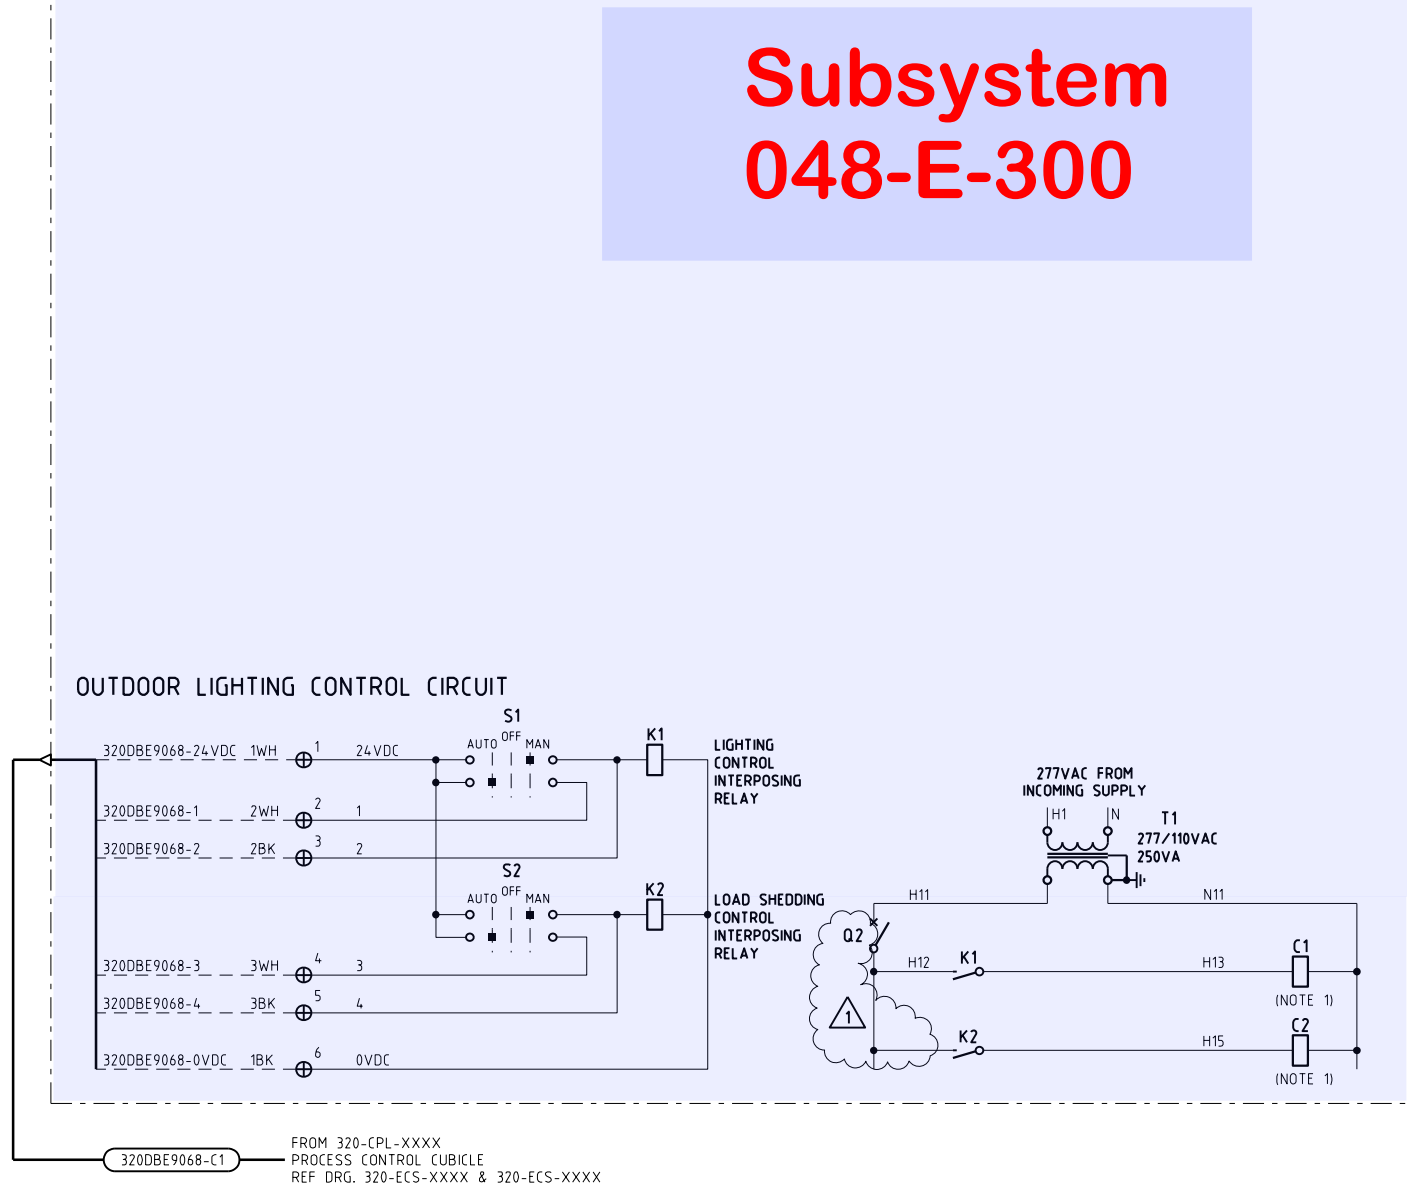 Subsystem
048-E-300
OUTDOOR LIGHTING CONTROL CIRCUIT
S1
AUTO OFF MAN
K1
320DBE9068-24VDC 1WH 1 24VDC
LIGHTING
CONTROL
INTERPOSING
RELAY
320DBE9068-1 2WH 2 1
320DBE9068-2 2BK 3 2
S2
AUTO OFF MAN
K2
LOAD SHEDDING
CONTROL
INTERPOSING
RELAY
320DBE9068-3 3WH 4 3
320DBE9068-4 3BK 5 4
320DBE9068-0VDC 1BK 6 0VDC
277VAC FROM
INCOMING SUPPLY
H1 N
T1
277/110VAC
250VA
H11 N11
Q2
H12 K1 H13 C1
(NOTE 1)
1
K2 H15 C2
(NOTE 1)
320DBE9068-C1
FROM 320-CPL-XXXX
PROCESS CONTROL CUBICLE
REF DRG. 320-ECS-XXXX & 320-ECS-XXXX